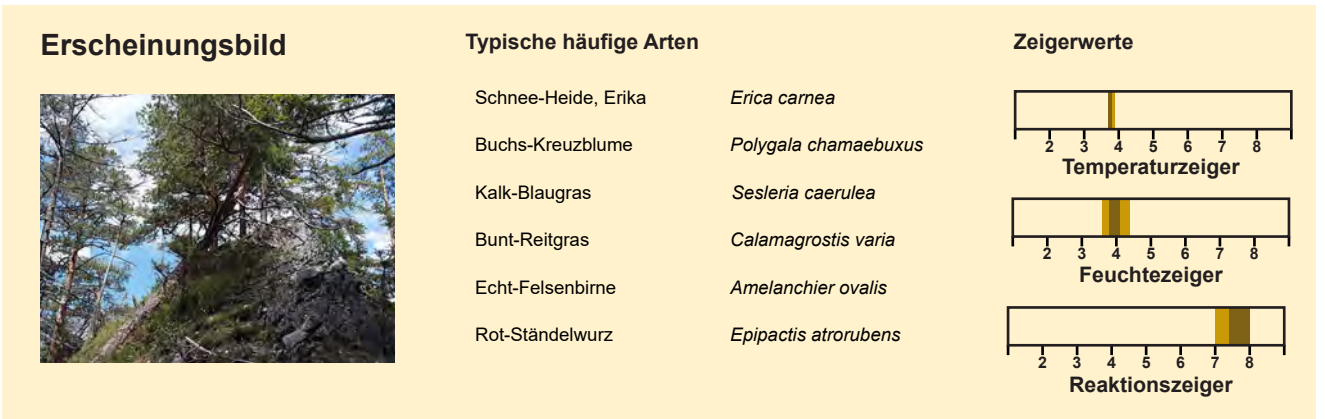 Erscheinungsbild
Typische häufige Arten
Schnee-Heide, Erika Erica carnea
Buchs-Kreuzblume Polygala chamaebuxus
Kalk-Blaugras Sesleria caerulea
Bunt-Reitgras Calamagrostis varia
Echt-Felsenbirne Amelanchier ovalis
Rot-Ständelwurz Epipactis atrorubens
Zeigerwerte
2 3 4 5 6 7 8
Temperaturzeiger
2 3 4 5 6 7 8
Feuchtezeiger
2 3 4 5 6 7 8
Reaktionszeiger